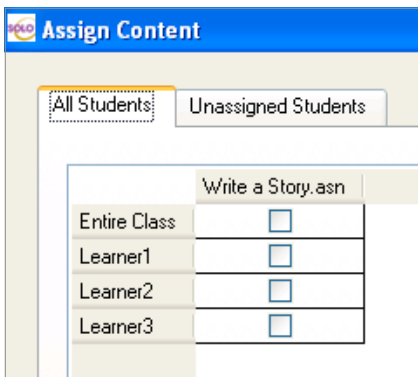 SOLO Assign Content
All Students Unassigned Students
Write a Story.asn
Entire Class
Learner1
Learner2
Learner3